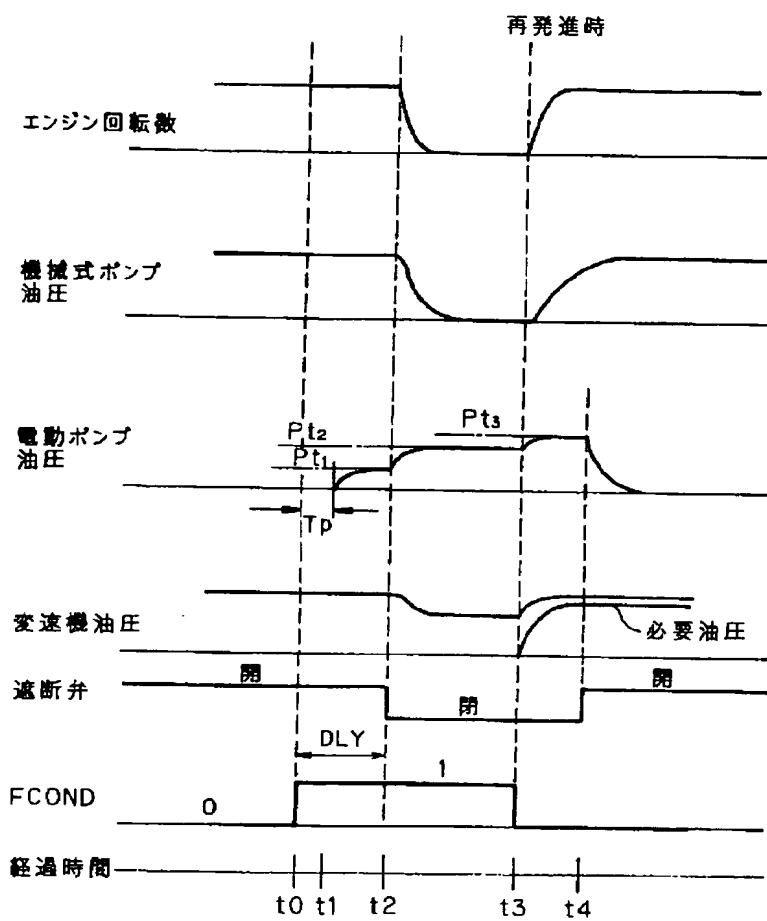 再発進時
エンジン回転数
機械式ポンプ
油圧
電動ポンプ
油圧
Pt3
Pt2
Pt1
Tp
変速機油圧
必要油圧
遮断弁
開
閉
開
DLY
FCOND
0
1
経過時間
t0 t1 t2 t3 t4